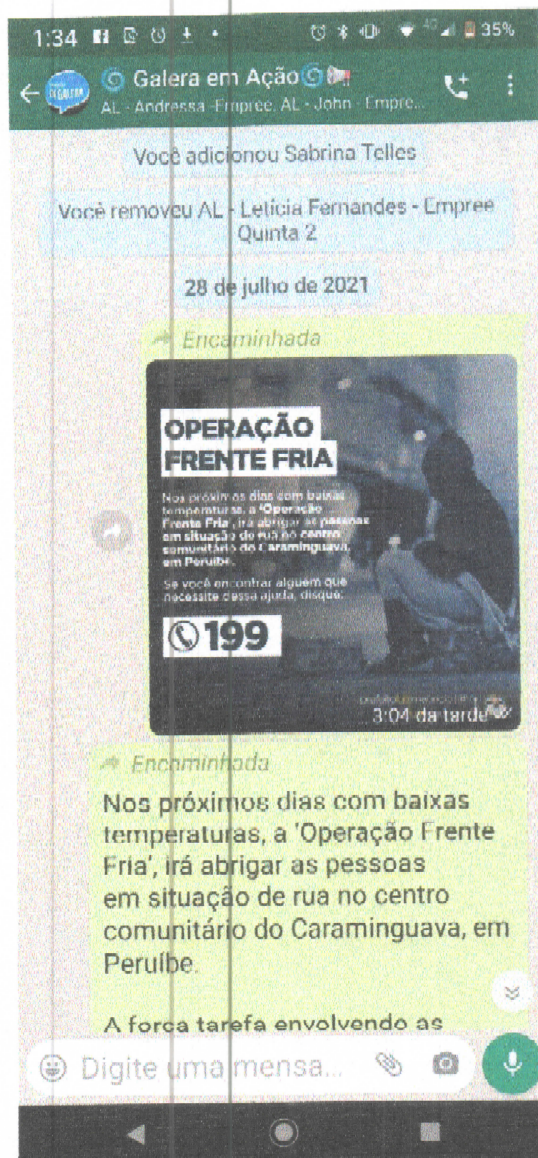 1:34
4G
35%
Galera em Ação
AL - Andressa -Empree, AL - John - Empre...
Você adicionou Sabrina Telles
Você removeu AL - Letícia Fernandes - Empree
Quinta 2
28 de julho de 2021
Encaminhada
OPERAÇÃO
FRENTE FRIA
Nos próximos dias com baixas
temperaturas, a 'Operação
Frente Fria', irá abrigar as pessoas
em situação de rua no centro
comunitário do Caraminguava,
em Peruíbe.
Se você encontrar alguém que
necessite dessa ajuda, disque:
199
3:04 da tarde
Encaminhada
Nos próximos dias com baixas
temperaturas, a 'Operação Frente
Fria', irá abrigar as pessoas
em situação de rua no centro
comunitário do Caraminguava, em
Peruíbe.
A força tarefa envolvendo as
Digite uma mensa...